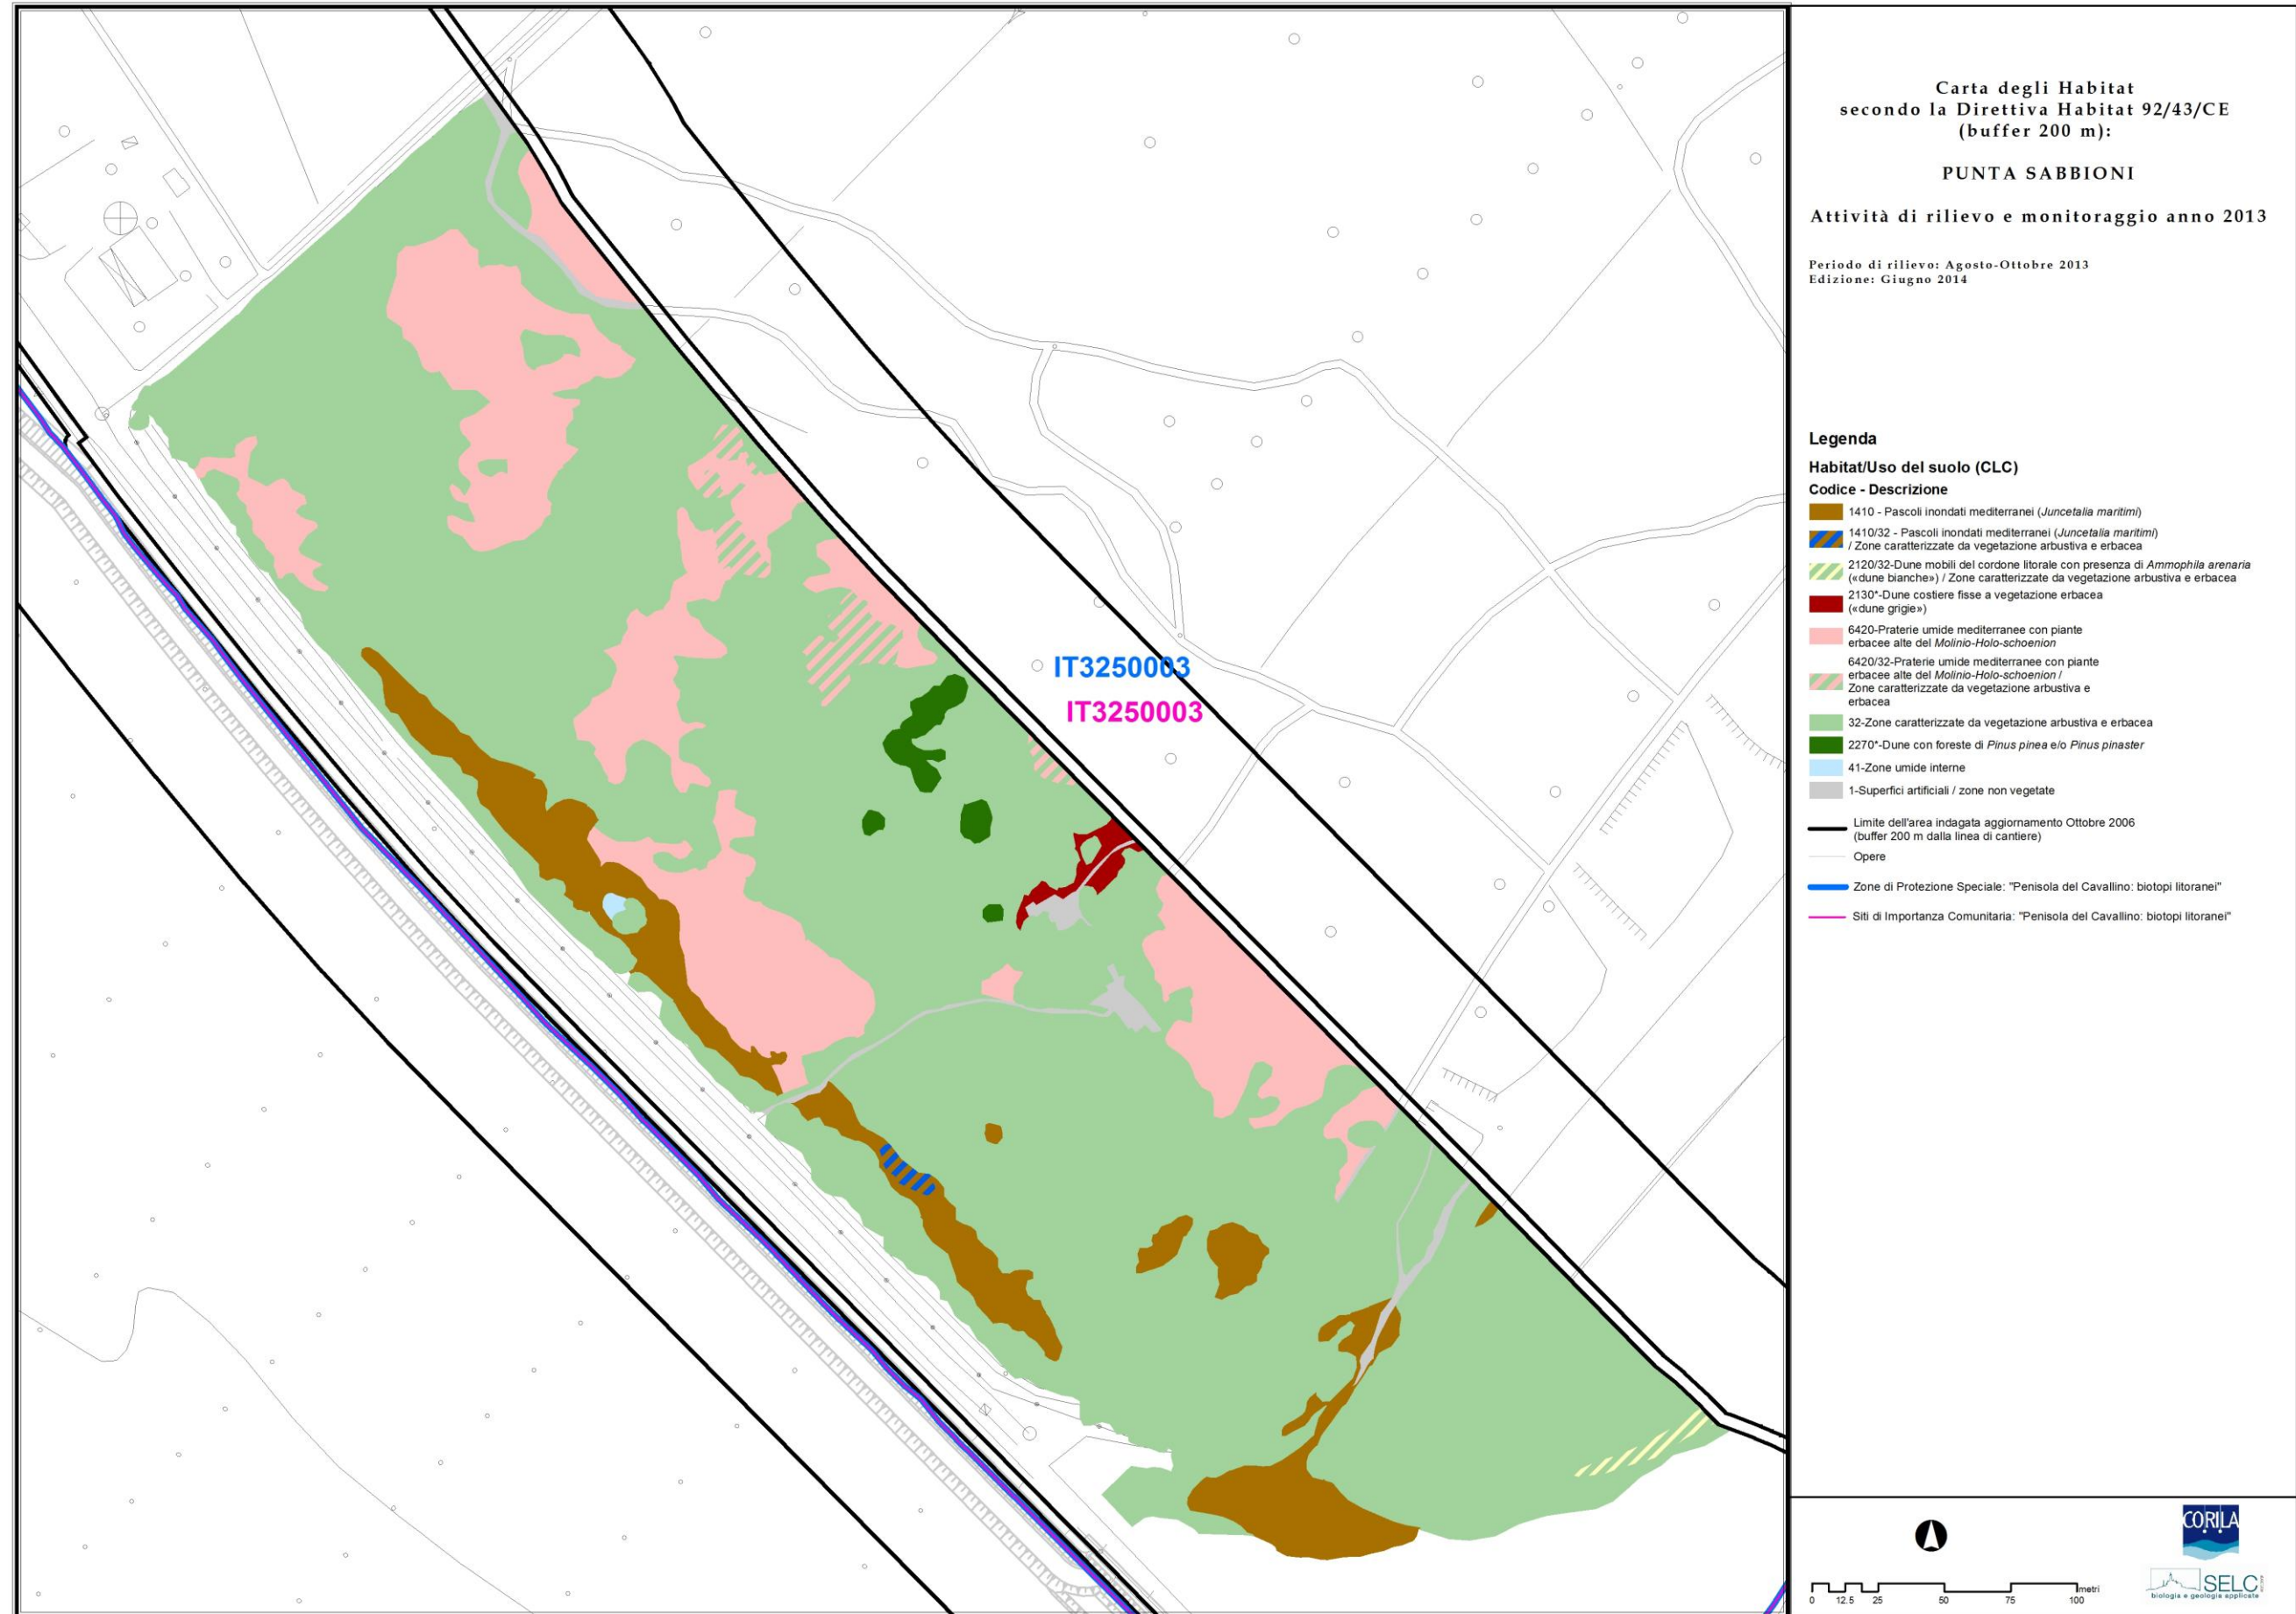 Carta degli Habitat
secondo la Direttiva Habitat 92/43/CE
(buffer 200 m):
PUNTA SABBIONI
Attività di rilievo e monitoraggio anno 2013
Periodo di rilievo: Agosto-Ottobre 2013
Edizione: Giugno 2014
Legenda
Habitat/Uso del suolo (CLC)
Codice - Descrizione
1410 - Pascoli inondati mediterranei (Juncetalia maritimi)
1410/32 - Pascoli inondati mediterranei (Juncetalia maritimi)
/ Zone caratterizzate da vegetazione arbustiva e erbacea
2120/32-Dune mobili del cordone litorale con presenza di Ammophila arenaria
(«dune bianche») / Zone caratterizzate da vegetazione arbustiva e erbacea
2130*-Dune costiere fisse a vegetazione erbacea
(«dune grigie»)
6420-Praterie umide mediterranee con piante
erbacee alte del Molinio-Holo-schoenion
6420/32-Praterie umide mediterranee con piante
erbacee alte del Molinio-Holo-schoenion /
Zone caratterizzate da vegetazione arbustiva e
erbacea
32-Zone caratterizzate da vegetazione arbustiva e erbacea
2270*-Dune con foreste di Pinus pinea e/o Pinus pinaster
41-Zone umide interne
1-Superfici artificiali / zone non vegetate
Limite dell'area indagata aggiornamento Ottobre 2006
(buffer 200 m dalla linea di cantiere)
Opere
Zone di Protezione Speciale: "Penisola del Cavallino: biotopi litoranei"
Siti di Importanza Comunitaria: "Penisola del Cavallino: biotopi litoranei"
IT3250003
IT3250003
metri
0 12.5 25 50 75 100
CORILA
SELC
biologia e geologia applicate